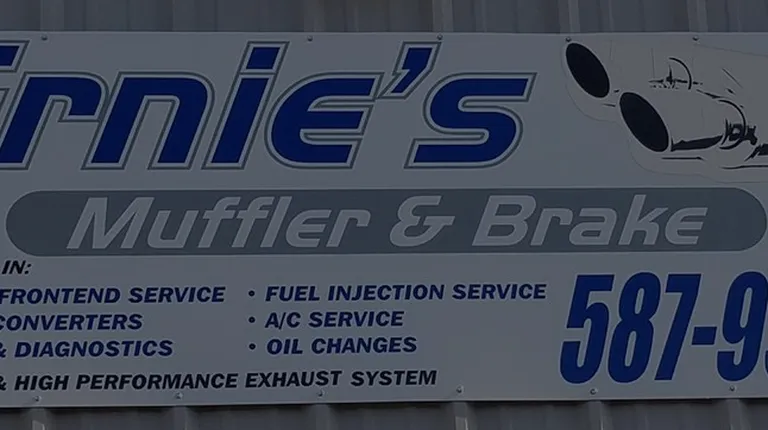 Ernie's
Muffler & Brake
IN:
FRONTEND SERVICE • FUEL INJECTION SERVICE
CONVERTERS • A/C SERVICE
& DIAGNOSTICS • OIL CHANGES
& HIGH PERFORMANCE EXHAUST SYSTEM
587-9